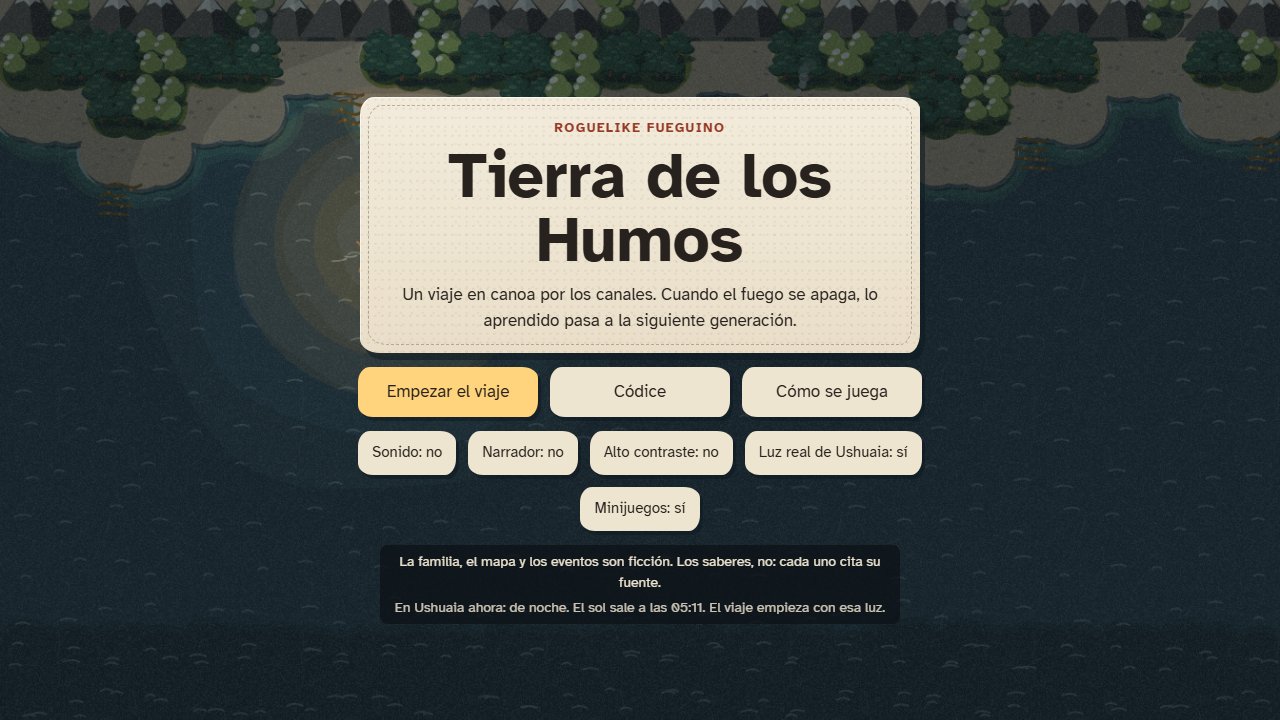 ROGUELIKE FUEGUINO
Tierra de los
Humos
Un viaje en canoa por los canales. Cuando el fuego se apaga, lo
aprendido pasa a la siguiente generación.
Empezar el viaje
Códice
Cómo se juega
Sonido: no
Narrador: no
Alto contraste: no
Luz real de Ushuaia: sí
Minijuegos: sí
La familia, el mapa y los eventos son ficción. Los saberes, no: cada uno cita su
fuente.
En Ushuaia ahora: de noche. El sol sale a las 05:11. El viaje empieza con esa luz.